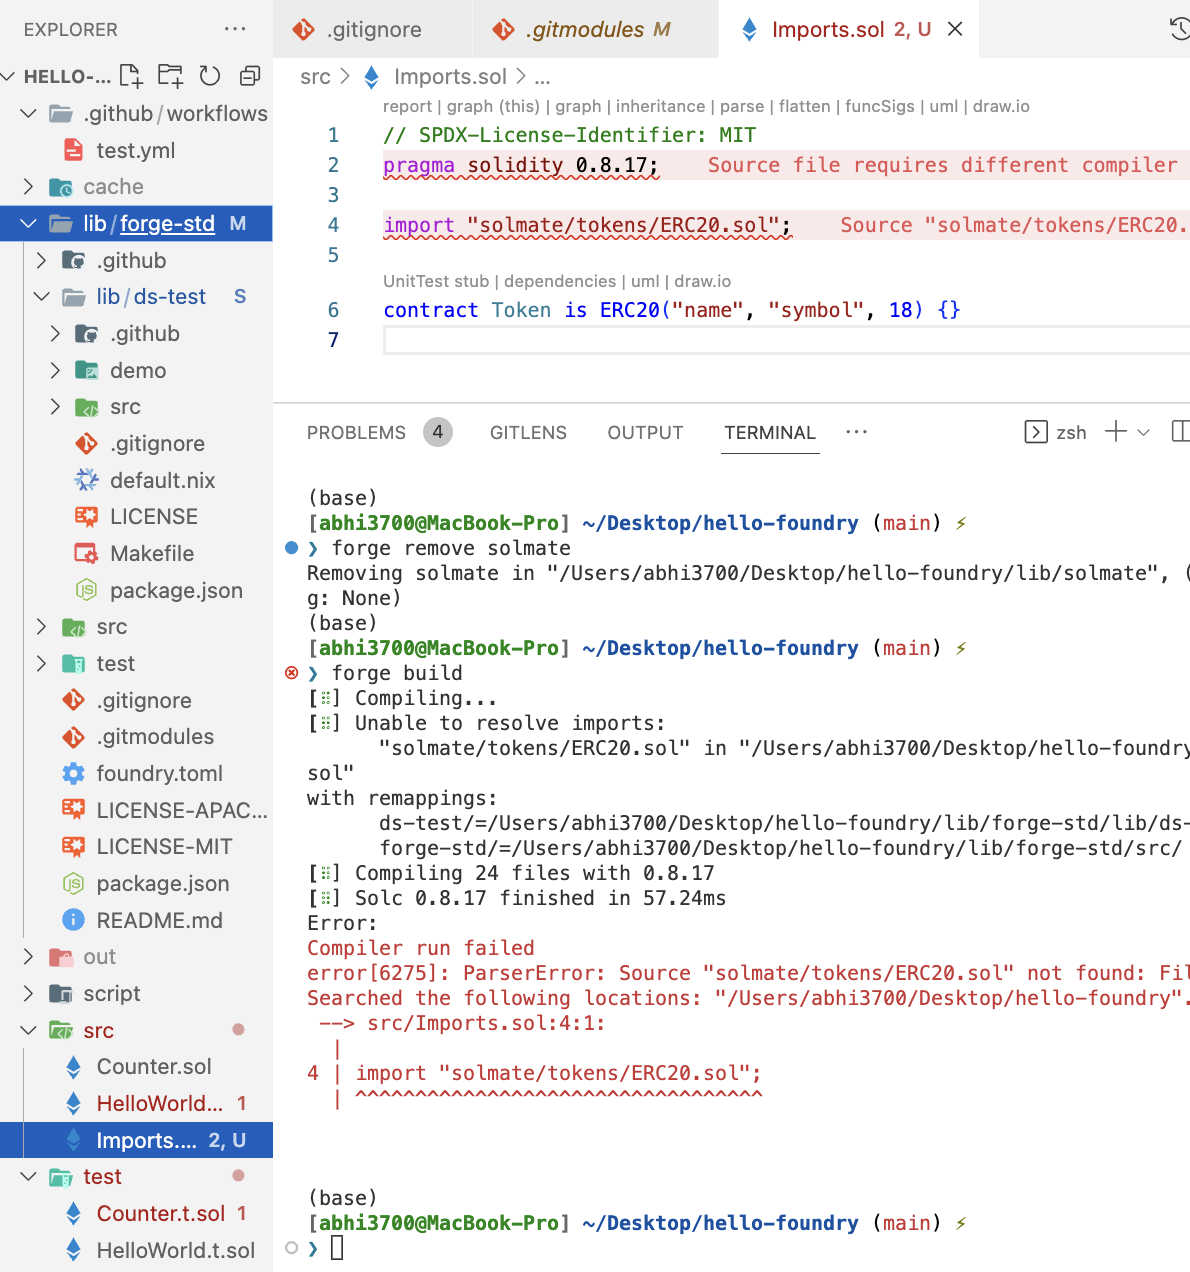 EXPLORER
HELLO-...
.github/workflows
test.yml
cache
lib/forge-std M
.github
lib/ds-test S
.github
demo
src
.gitignore
default.nix
LICENSE
Makefile
package.json
src
test
.gitignore
.gitmodules
foundry.toml
LICENSE-APAC...
LICENSE-MIT
package.json
README.md
out
script
src
Counter.sol
HelloWorld... 1
Imports.... 2, U
test
Counter.t.sol 1
HelloWorld.t.sol
.gitignore
.gitmodules M
Imports.sol 2, U
src > Imports.sol > ...
report | graph (this) | graph | inheritance | parse | flatten | funcSigs | uml | draw.io
1 // SPDX-License-Identifier: MIT
2 pragma solidity 0.8.17; Source file requires different compiler
3
4 import "solmate/tokens/ERC20.sol"; Source "solmate/tokens/ERC20.
5
UnitTest stub | dependencies | uml | draw.io
6 contract Token is ERC20("name", "symbol", 18) {}
7
PROBLEMS 4 GITLENS OUTPUT TERMINAL ... zsh
(base)
[abhi3700@MacBook-Pro] ~/Desktop/hello-foundry (main) ⚡
❯ forge remove solmate
Removing solmate in "/Users/abhi3700/Desktop/hello-foundry/lib/solmate", (
g: None)
(base)
[abhi3700@MacBook-Pro] ~/Desktop/hello-foundry (main) ⚡
❯ forge build
[⠿] Compiling...
[⠿] Unable to resolve imports:
"solmate/tokens/ERC20.sol" in "/Users/abhi3700/Desktop/hello-foundry
sol"
with remappings:
ds-test/=/Users/abhi3700/Desktop/hello-foundry/lib/forge-std/lib/ds-
forge-std/=/Users/abhi3700/Desktop/hello-foundry/lib/forge-std/src/
[⠿] Compiling 24 files with 0.8.17
[⠿] Solc 0.8.17 finished in 57.24ms
Error:
Compiler run failed
error[6275]: ParserError: Source "solmate/tokens/ERC20.sol" not found: Fil
Searched the following locations: "/Users/abhi3700/Desktop/hello-foundry".
--> src/Imports.sol:4:1:
|
4 | import "solmate/tokens/ERC20.sol";
| ^^^^^^^^^^^^^^^^^^^^^^^^^^^^^^^^^^
(base)
[abhi3700@MacBook-Pro] ~/Desktop/hello-foundry (main) ⚡
❯